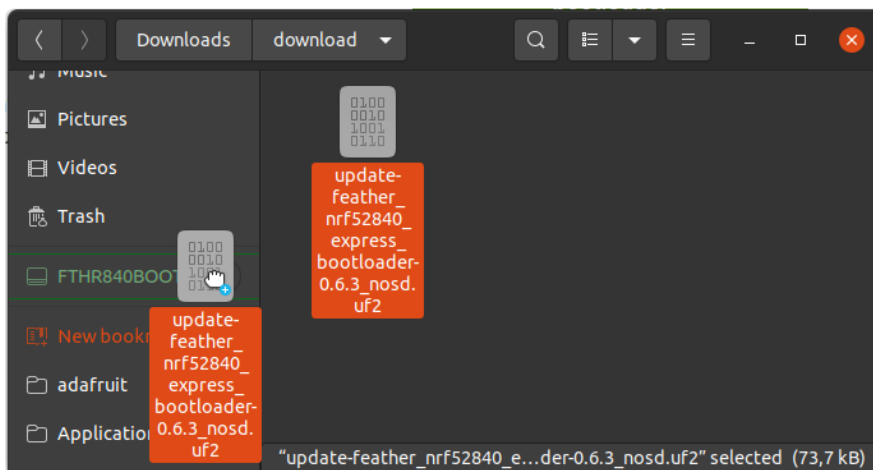 Downloads
download
Music
Pictures
Videos
Trash
FTHR840BOOT
New bookm
adafruit
Application
0100
0010
1001
0110
update-
feather_
nrf52840_
express_
bootloader-
0.6.3_nosd.
uf2
0100
0010
update-
feather_
nrf52840_
express_
bootloader-
0.6.3_nosd.
uf2
“update-feather_nrf52840_e...der-0.6.3_nosd.uf2” selected (73,7 kB)